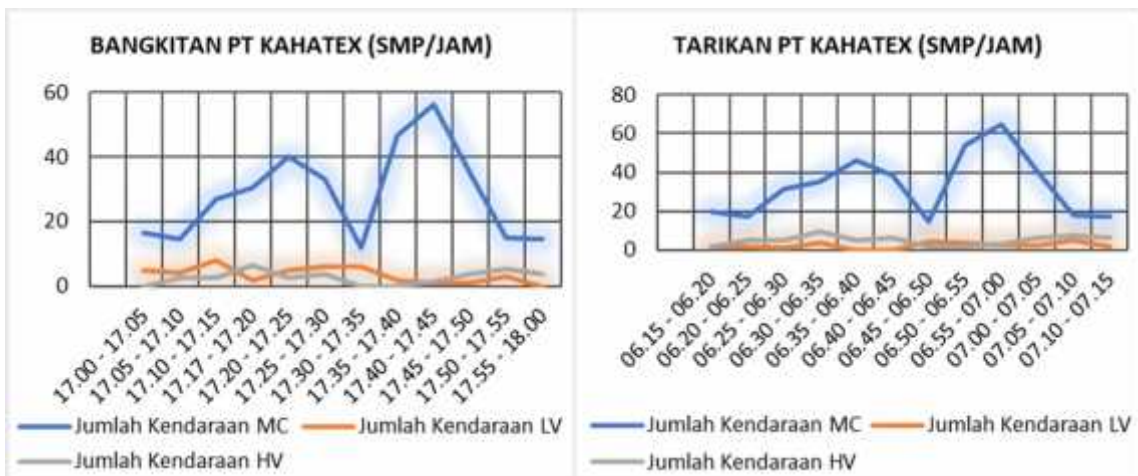 BANGKITAN PT KAHATEX (SMP/JAM)
60
40
20
0
17.00 - 17.05
17.05 - 17.10
17.10 - 17.15
17.17 - 17.20
17.20 - 17.25
17.25 - 17.30
17.30 - 17.35
17.35 - 17.40
17.40 - 17.45
17.45 - 17.50
17.50 - 17.55
17.55 - 18.00
Jumlah Kendaraan MC
Jumlah Kendaraan LV
Jumlah Kendaraan HV
TARIKAN PT KAHATEX (SMP/JAM)
80
60
40
20
0
06.15 - 06.20
06.20 - 06.25
06.25 - 06.30
06.30 - 06.35
06.35 - 06.40
06.40 - 06.45
06.45 - 06.50
06.50 - 06.55
06.55 - 07.00
07.00 - 07.05
07.05 - 07.10
07.10 - 07.15
Jumlah Kendaraan MC
Jumlah Kendaraan LV
Jumlah Kendaraan HV